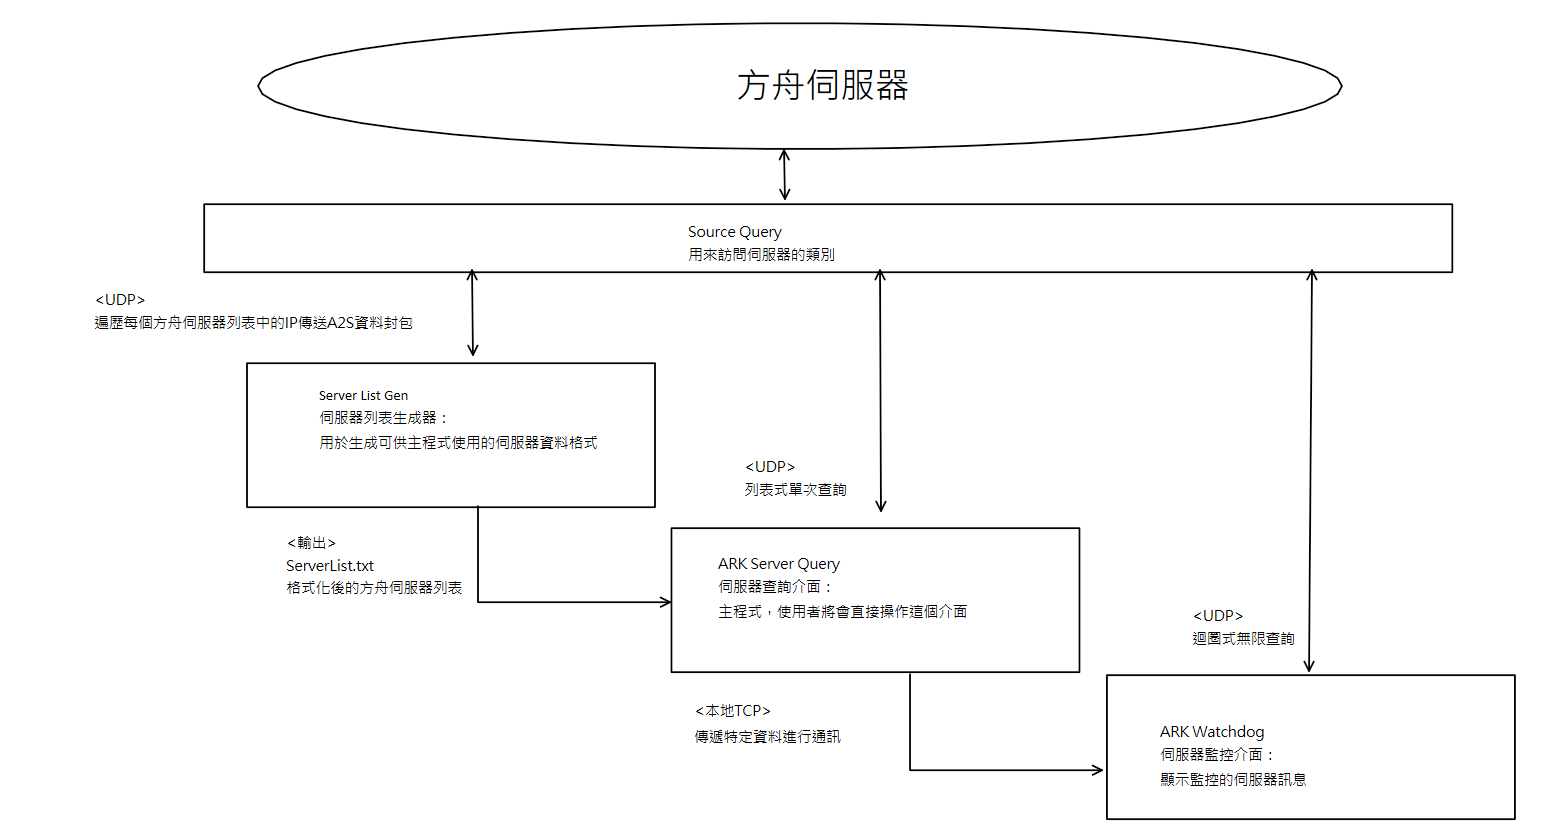 方舟伺服器
Source Query
用來訪問伺服器的類別
<UDP>
遍歷每個方舟伺服器列表中的IP傳送A2S資料封包
Server List Gen
伺服器列表生成器：
用於生成可供主程式使用的伺服器資料格式
<UDP>
列表式單次查詢
<輸出>
ServerList.txt
格式化後的方舟伺服器列表
ARK Server Query
伺服器查詢介面：
主程式，使用者將會直接操作這個介面
<UDP>
迴圈式無限查詢
<本地TCP>
傳遞特定資料進行通訊
ARK Watchdog
伺服器監控介面：
顯示監控的伺服器訊息